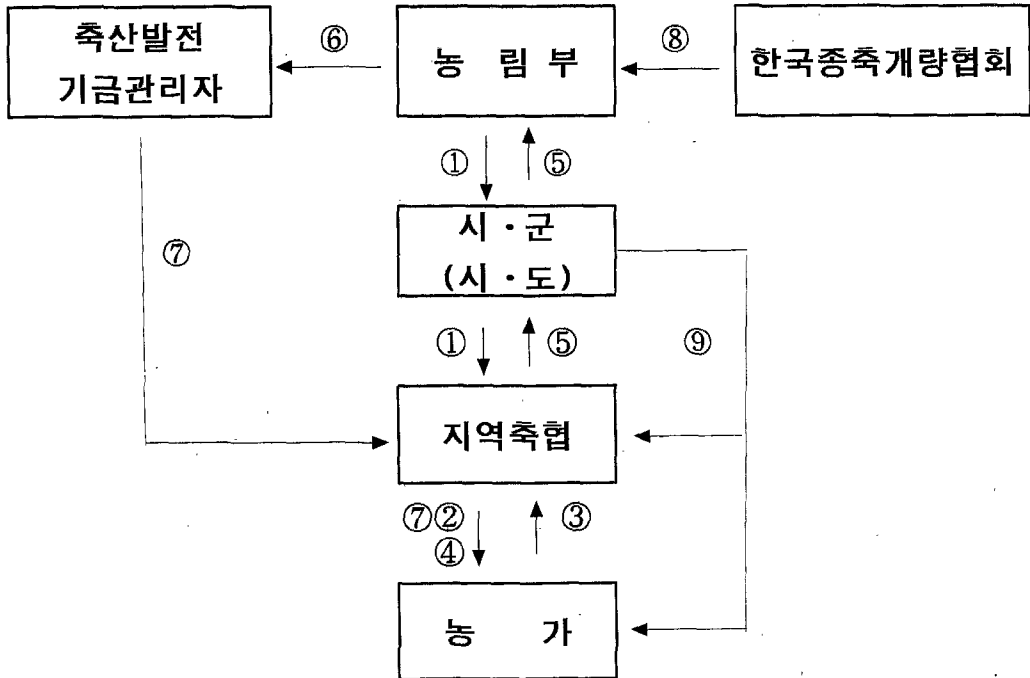 축산발전
기금관리자
⑥
농 림 부
⑧
한국종축개량협회
① ⑤
시·군
(시·도)
⑦
① ⑤
⑨
지역축협
⑦② ③
④
농 가